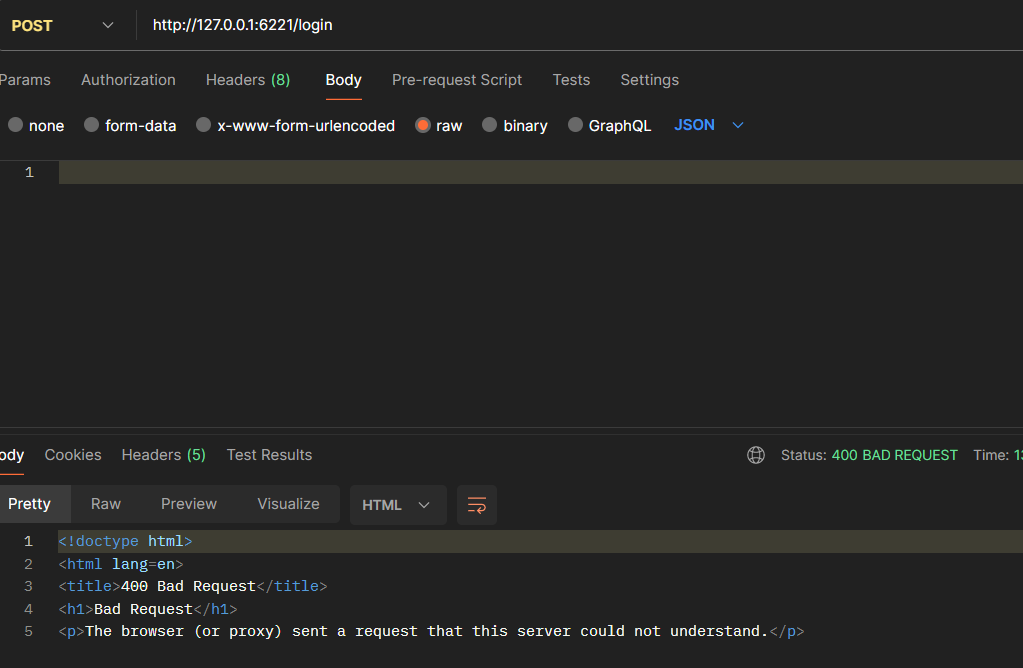 POST http://127.0.0.1:6221/login
Params Authorization Headers (8) Body Pre-request Script Tests Settings
none form-data x-www-form-urlencoded raw binary GraphQL JSON
1
ody Cookies Headers (5) Test Results Status: 400 BAD REQUEST Time: 13
Pretty Raw Preview Visualize HTML
1 <!doctype html>
2 <html lang=en>
3 <title>400 Bad Request</title>
4 <h1>Bad Request</h1>
5 <p>The browser (or proxy) sent a request that this server could not understand.</p>